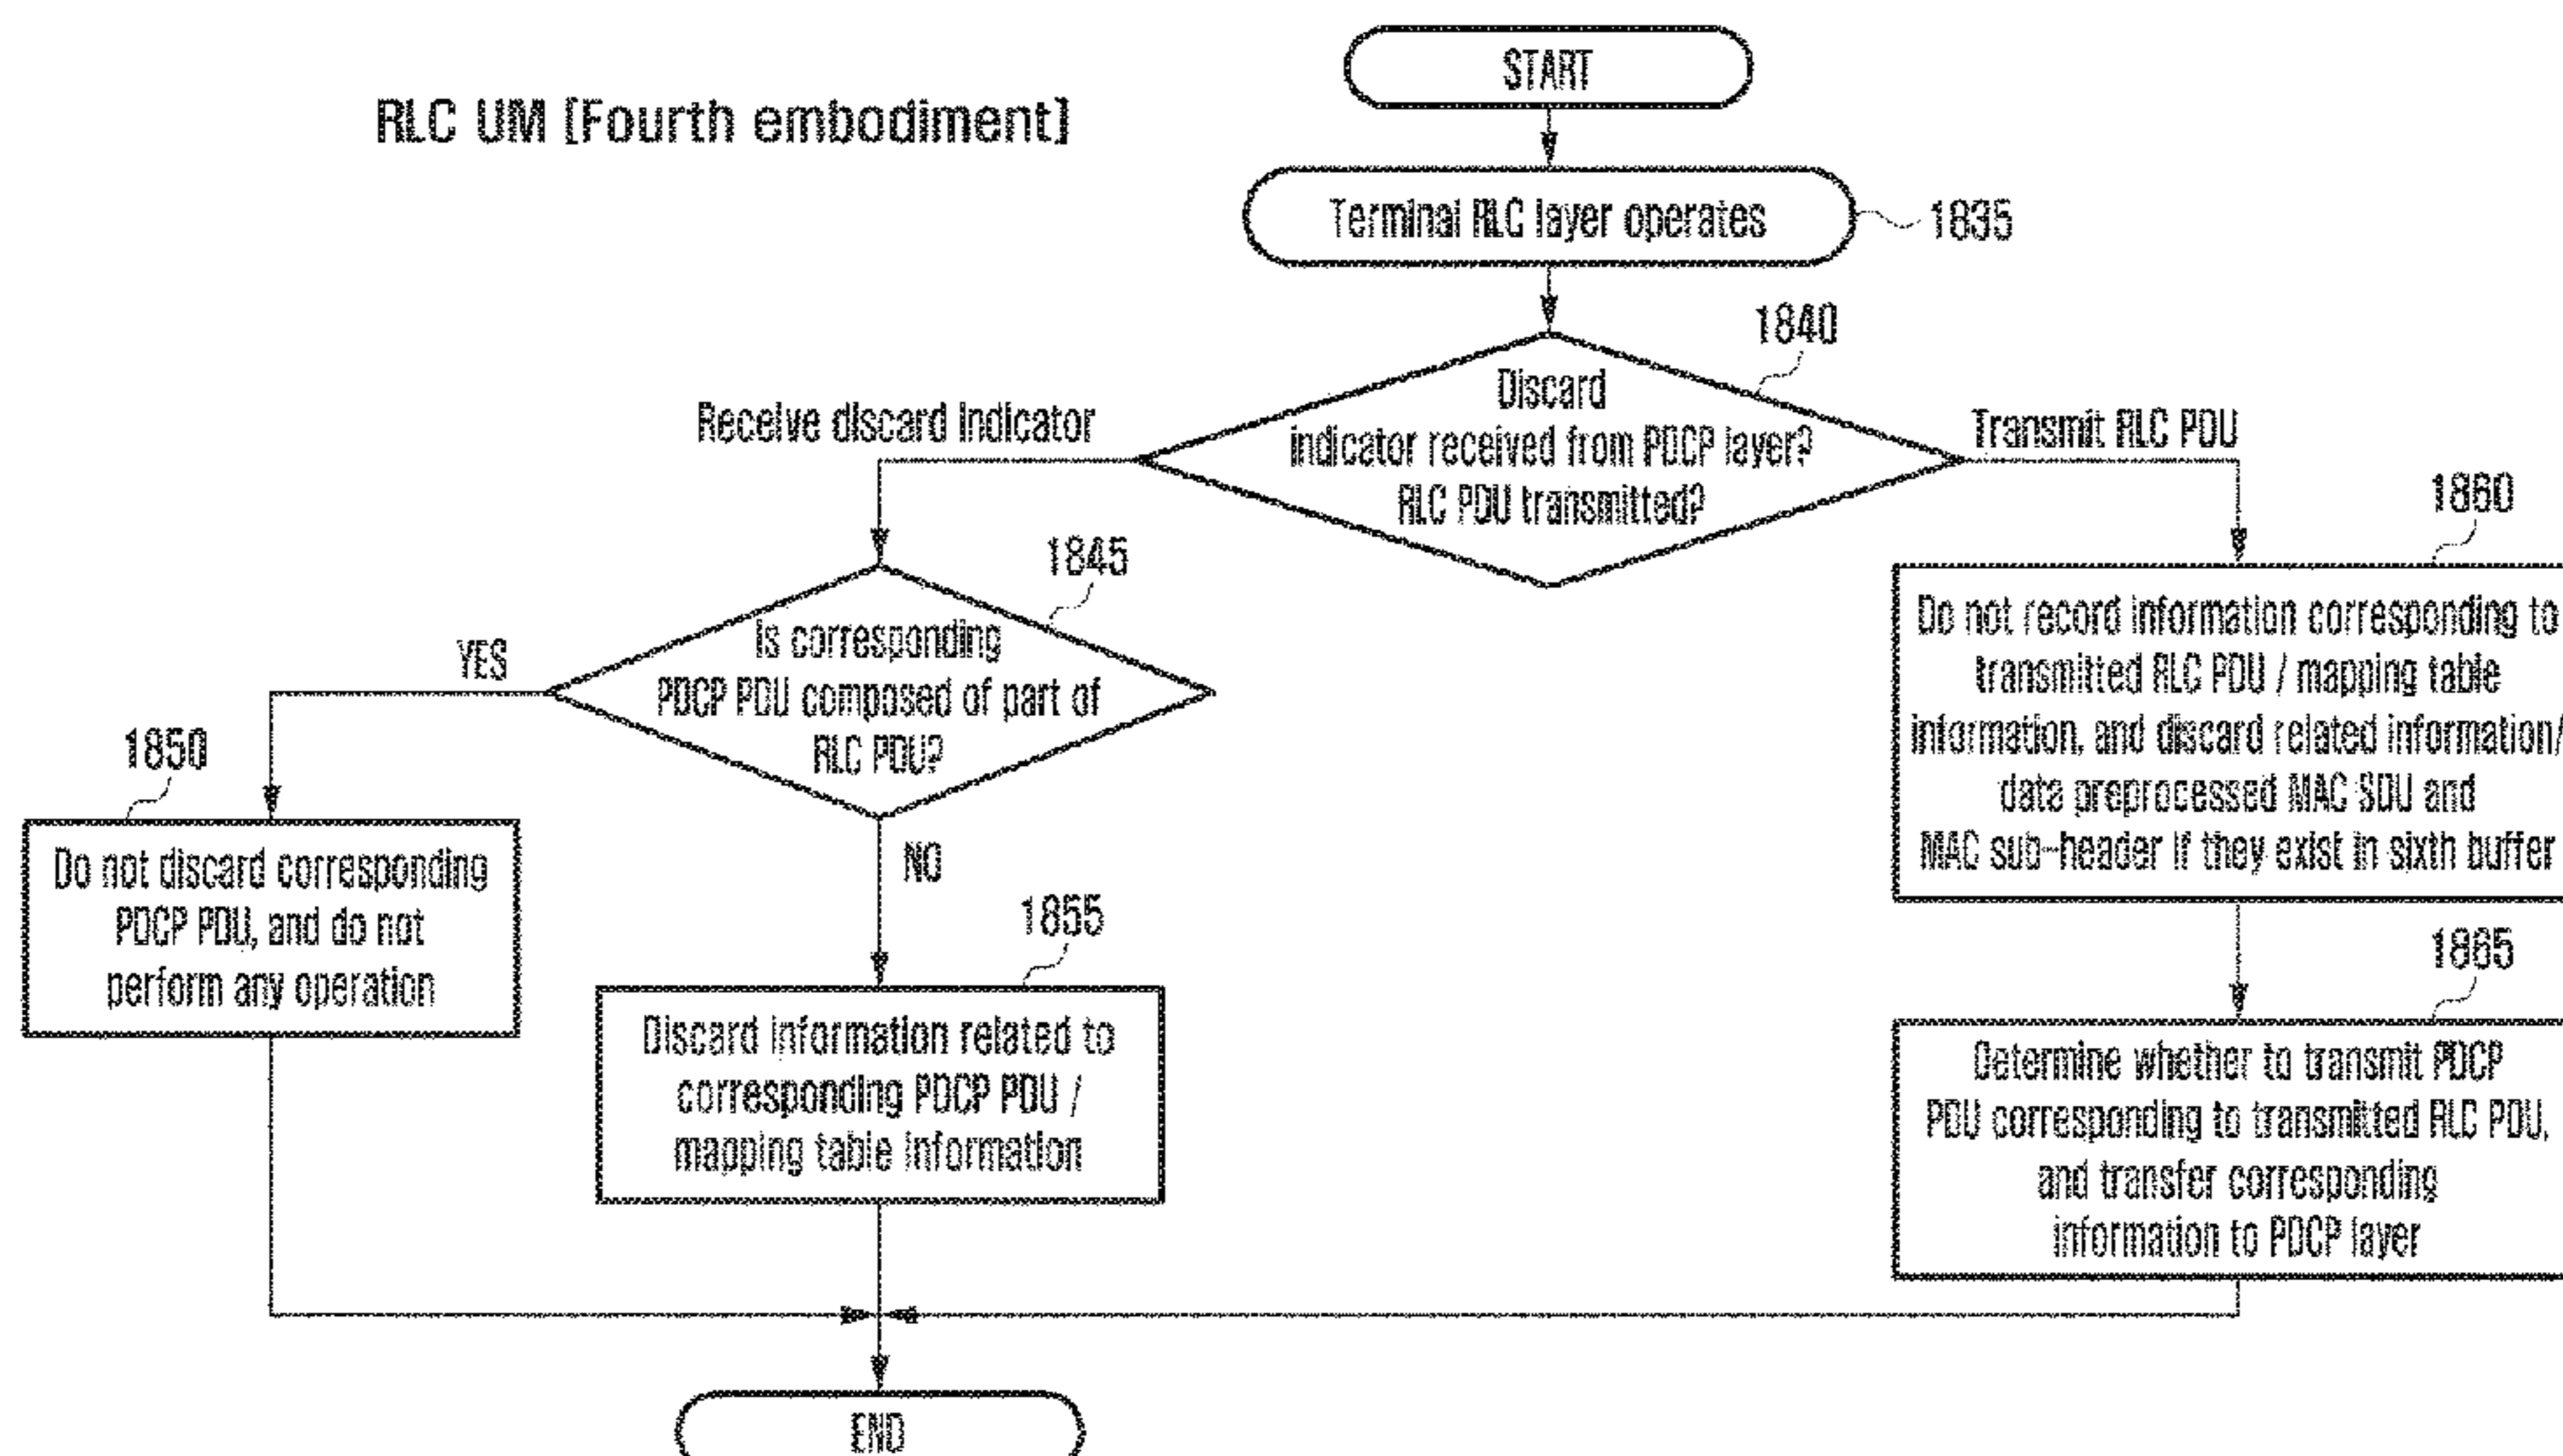 RLC UM [Fourth embodiment]
START
Terminal RLC layer operates
1835
1840
Discard
indicator received from PDCP layer?
RLC PDU transmitted?
Receive discard indicator
Transmit RLC PDU
1845
Is corresponding
PDCP PDU composed of part of
RLC PDU?
YES
NO
1850
Do not discard corresponding
PDCP PDU, and do not
perform any operation
1855
Discard information related to
corresponding PDCP PDU /
mapping table information
1860
Do not record information corresponding to
transmitted RLC PDU / mapping table
information, and discard related information/
data preprocessed MAC SDU and
MAC sub-header if they exist in sixth buffer
1865
Determine whether to transmit PDCP
PDU corresponding to transmitted RLC PDU,
and transfer corresponding
information to PDCP layer
END